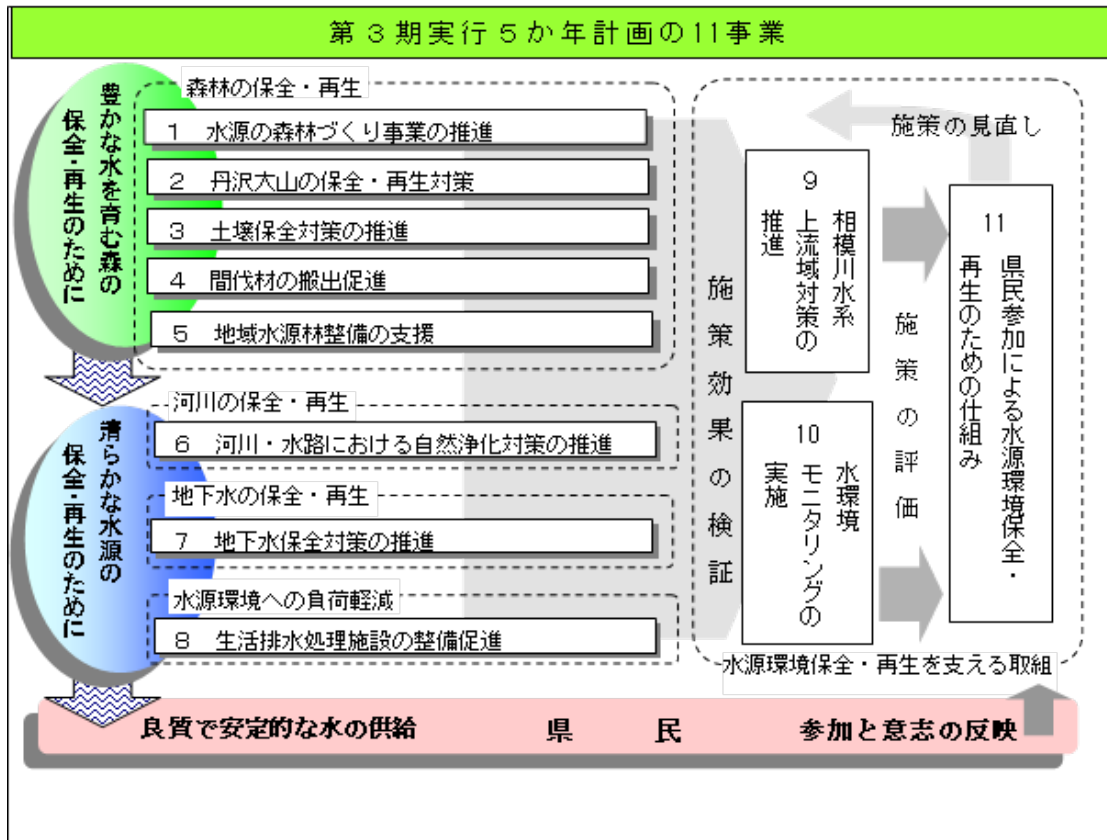 第３期実行５か年計画の11事業
豊かな水を育む森の
保全・再生のために
森林の保全・再生
１　水源の森林づくり事業の推進
２　丹沢大山の保全・再生対策
３　土壌保全対策の推進
４　間伐材の搬出促進
５　地域水源林整備の支援
清らかな水源の
保全・再生のために
河川の保全・再生
６　河川・水路における自然浄化対策の推進
地下水の保全・再生
７　地下水保全対策の推進
水源環境への負荷軽減
８　生活排水処理施設の整備促進
施策効果の検証
９
相模川水系
上流域対策の
推進
10
水環境
モニタリングの
実施
施策の評価
施策の見直し
11
県民参加による水源環境保全・
再生のための仕組み
水源環境保全・再生を支える取組
良質で安定的な水の供給　県　民　参加と意志の反映